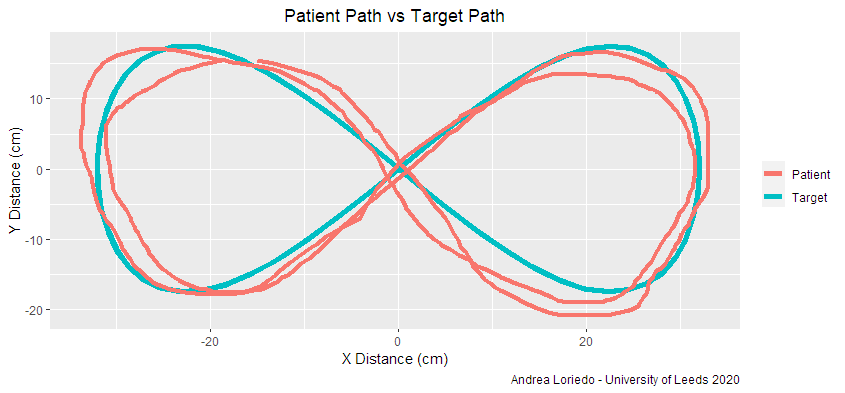 Patient Path vs Target Path
Y Distance (cm)
10
0
-10
-20
-20
0
20
X Distance (cm)
Patient
Target
Andrea Loriedo - University of Leeds 2020